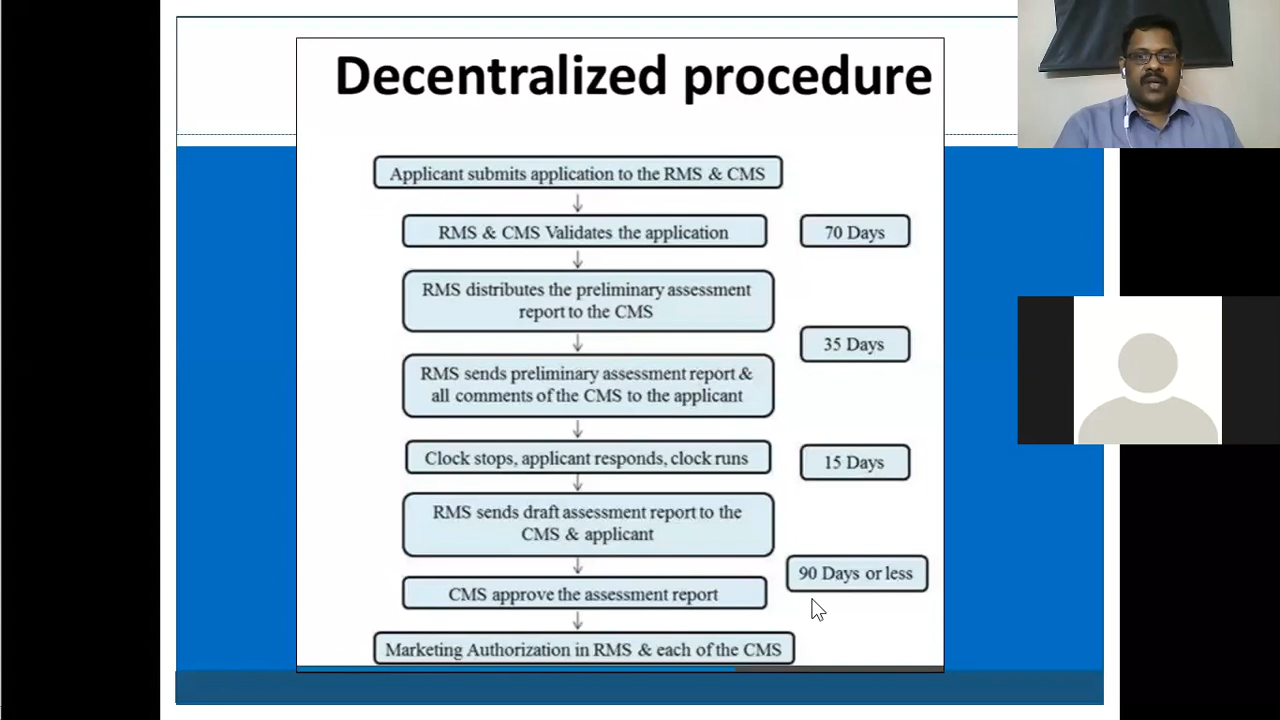 Decentralized procedure
Applicant submits application to the RMS & CMS
RMS & CMS Validates the application
70 Days
RMS distributes the preliminary assessment
report to the CMS
35 Days
RMS sends preliminary assessment report &
all comments of the CMS to the applicant
Clock stops, applicant responds, clock runs
15 Days
RMS sends draft assessment report to the
CMS & applicant
90 Days or less
CMS approve the assessment report
Marketing Authorization in RMS & each of the CMS